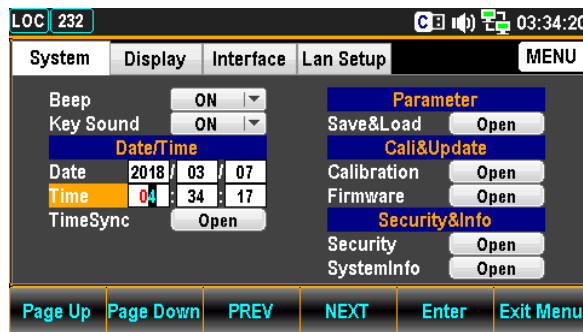 LOC 232 C 03:34:20
System Display Interface Lan Setup MENU
Beep ON
Key Sound ON
Date/Time
Date 2018 / 03 / 07
Time 04 : 34 : 17
TimeSync Open
Parameter
Save&Load Open
Cali&Update
Calibration Open
Firmware Open
Security&Info
Security Open
SystemInfo Open
Page Up Page Down PREV NEXT Enter Exit Menu